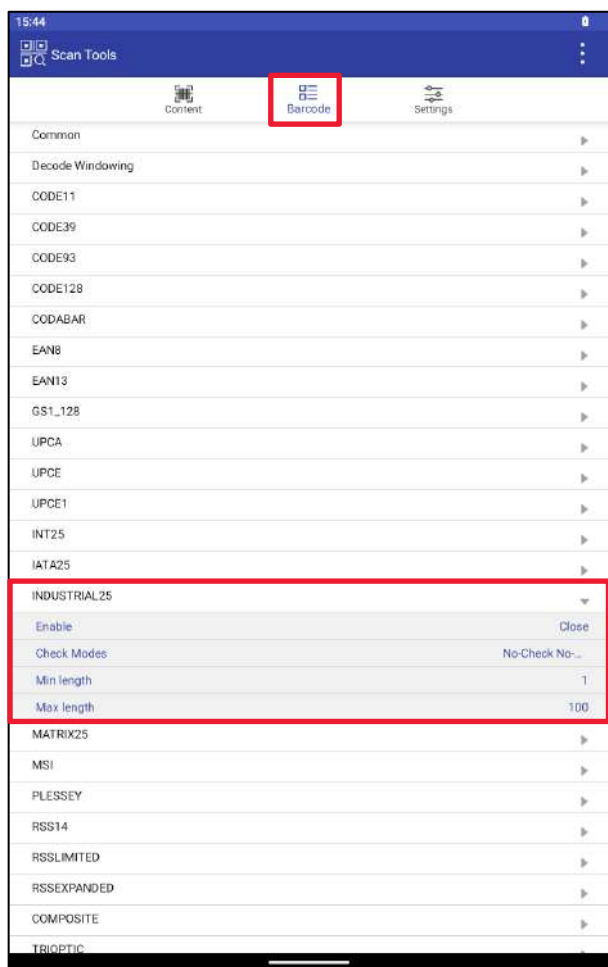 15:44
Scan Tools
Content Barcode Settings
Common
Decode Windowing
CODE11
CODE39
CODE93
CODE128
CODABAR
EAN8
EAN13
GS1_128
UPCA
UPCE
UPCE1
INT25
IATA25
INDUSTRIAL25
Enable Close
Check Modes No-Check No-...
Min length 1
Max length 100
MATRIX25
MSI
PLESSEY
RSS14
RSSLIMITED
RSSEXPANDED
COMPOSITE
TRIOPTIC